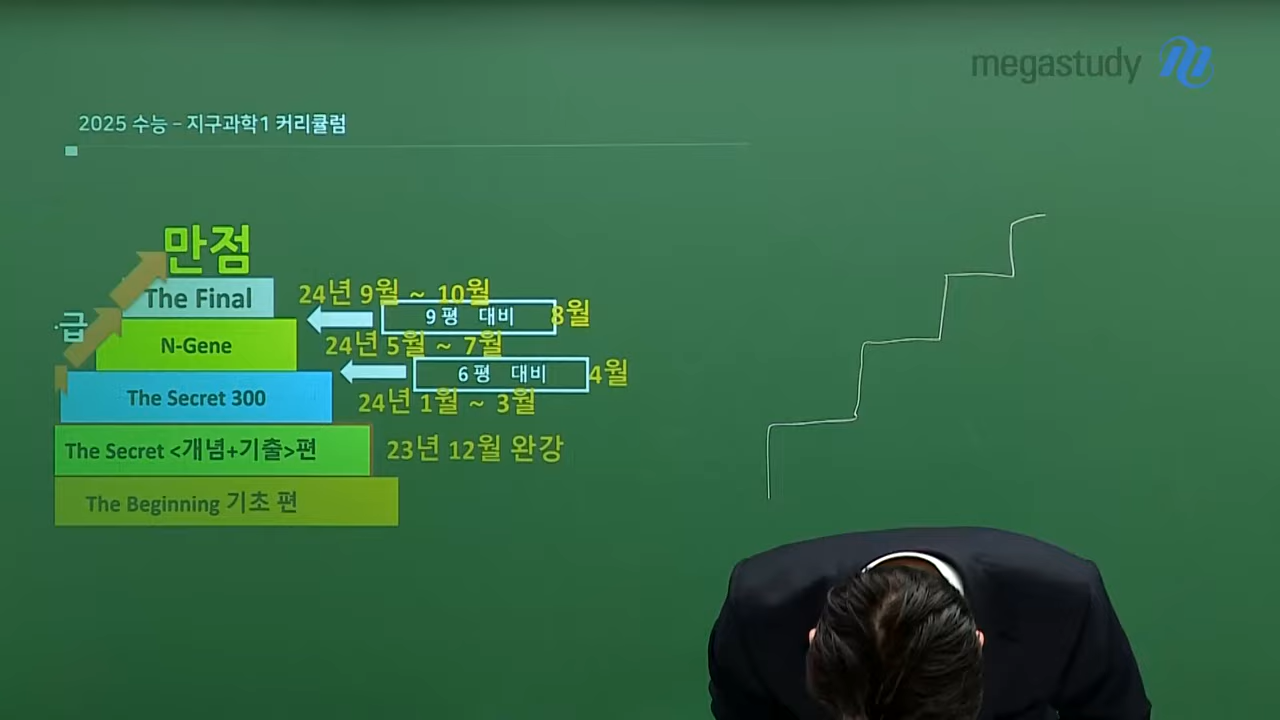 megastudy
2025 수능 – 지구과학1 커리큘럼
만점
The Final
24년 9월 ~ 10월
9평 대비
8월
급
N-Gene
24년 5월 ~ 7월
6평 대비
4월
The Secret 300
24년 1월 ~ 3월
The Secret <개념+기출>편
23년 12월 완강
The Beginning 기초 편